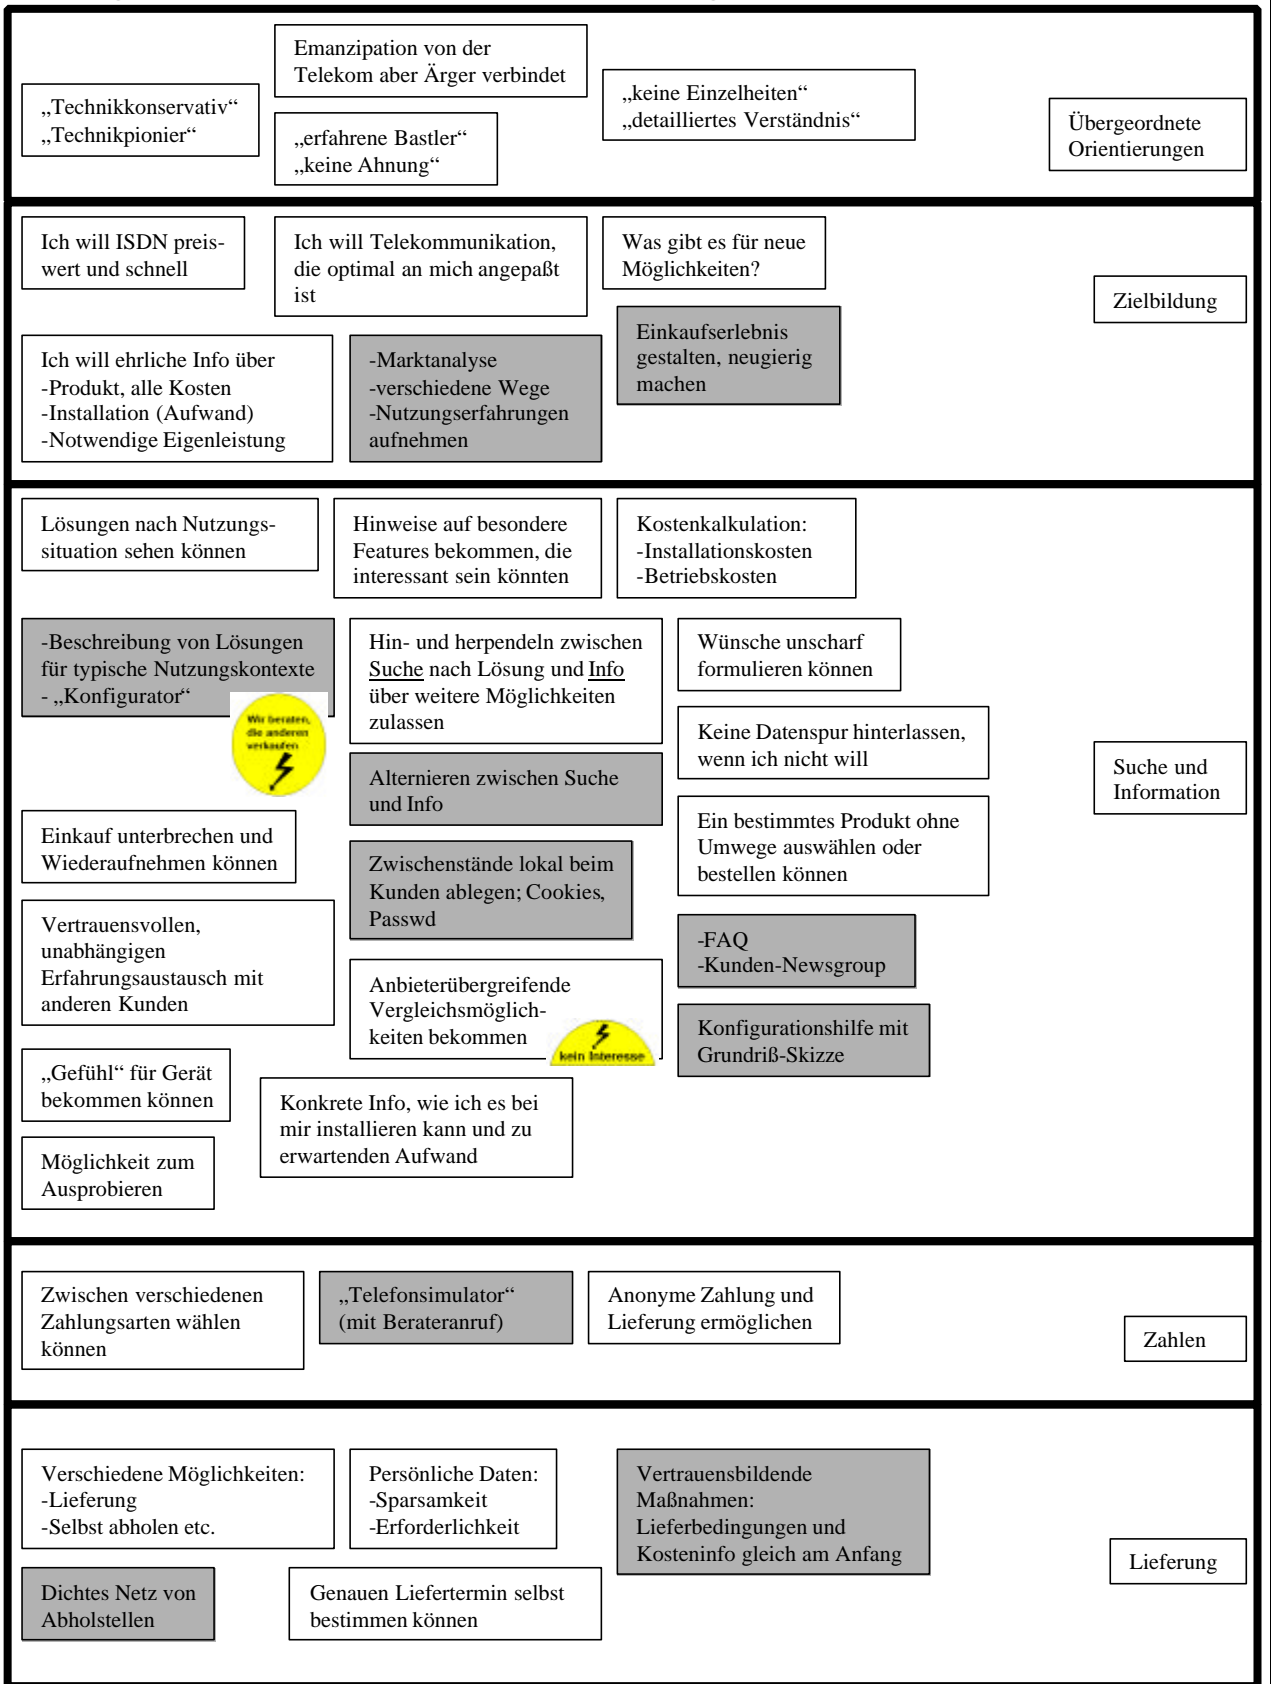 Emanzipation von der
Telekom aber Ärger verbindet
„Technikkonservativ“
„Technikpionier“
„erfahrene Bastler“
„keine Ahnung“
„keine Einzelheiten“
„detailliertes Verständnis“
Übergeordnete
Orientierungen
Ich will ISDN preis-
wert und schnell
Ich will Telekommunikation,
die optimal an mich angepaßt
ist
Was gibt es für neue
Möglichkeiten?
Zielbildung
Ich will ehrliche Info über
-Produkt, alle Kosten
-Installation (Aufwand)
-Notwendige Eigenleistung
-Marktanalyse
-verschiedene Wege
-Nutzungserfahrungen
aufnehmen
Einkaufserlebnis
gestalten, neugierig
machen
Lösungen nach Nutzungs-
situation sehen können
Hinweise auf besondere
Features bekommen, die
interessant sein könnten
Kostenkalkulation:
-Installationskosten
-Betriebskosten
-Beschreibung von Lösungen
für typische Nutzungskontexte
- „Konfigurator“
Wir beraten,
die anderen
verkaufen
Hin- und herpendeln zwischen
Suche nach Lösung und Info
über weitere Möglichkeiten
zulassen
Wünsche unscharf
formulieren können
Keine Datenspur hinterlassen,
wenn ich nicht will
Alternieren zwischen Suche
und Info
Suche und
Information
Einkauf unterbrechen und
Wiederaufnehmen können
Zwischenstände lokal beim
Kunden ablegen; Cookies,
Passwd
Ein bestimmtes Produkt ohne
Umwege auswählen oder
bestellen können
Vertrauensvollen,
unabhängigen
Erfahrungsaustausch mit
anderen Kunden
Anbieterübergreifende
Vergleichsmöglich-
keiten bekommen
kein Interesse
-FAQ
-Kunden-Newsgroup
Konfigurationshilfe mit
Grundriß-Skizze
„Gefühl“ für Gerät
bekommen können
Konkrete Info, wie ich es bei
mir installieren kann und zu
erwartenden Aufwand
Möglichkeit zum
Ausprobieren
Zwischen verschiedenen
Zahlungsarten wählen
können
„Telefonsimulator“
(mit Berateranruf)
Anonyme Zahlung und
Lieferung ermöglichen
Zahlen
Verschiedene Möglichkeiten:
-Lieferung
-Selbst abholen etc.
Persönliche Daten:
-Sparsamkeit
-Erforderlichkeit
Vertrauensbildende
Maßnahmen:
Lieferbedingungen und
Kosteninfo gleich am Anfang
Lieferung
Dichtes Netz von
Abholstellen
Genauen Liefertermin selbst
bestimmen können